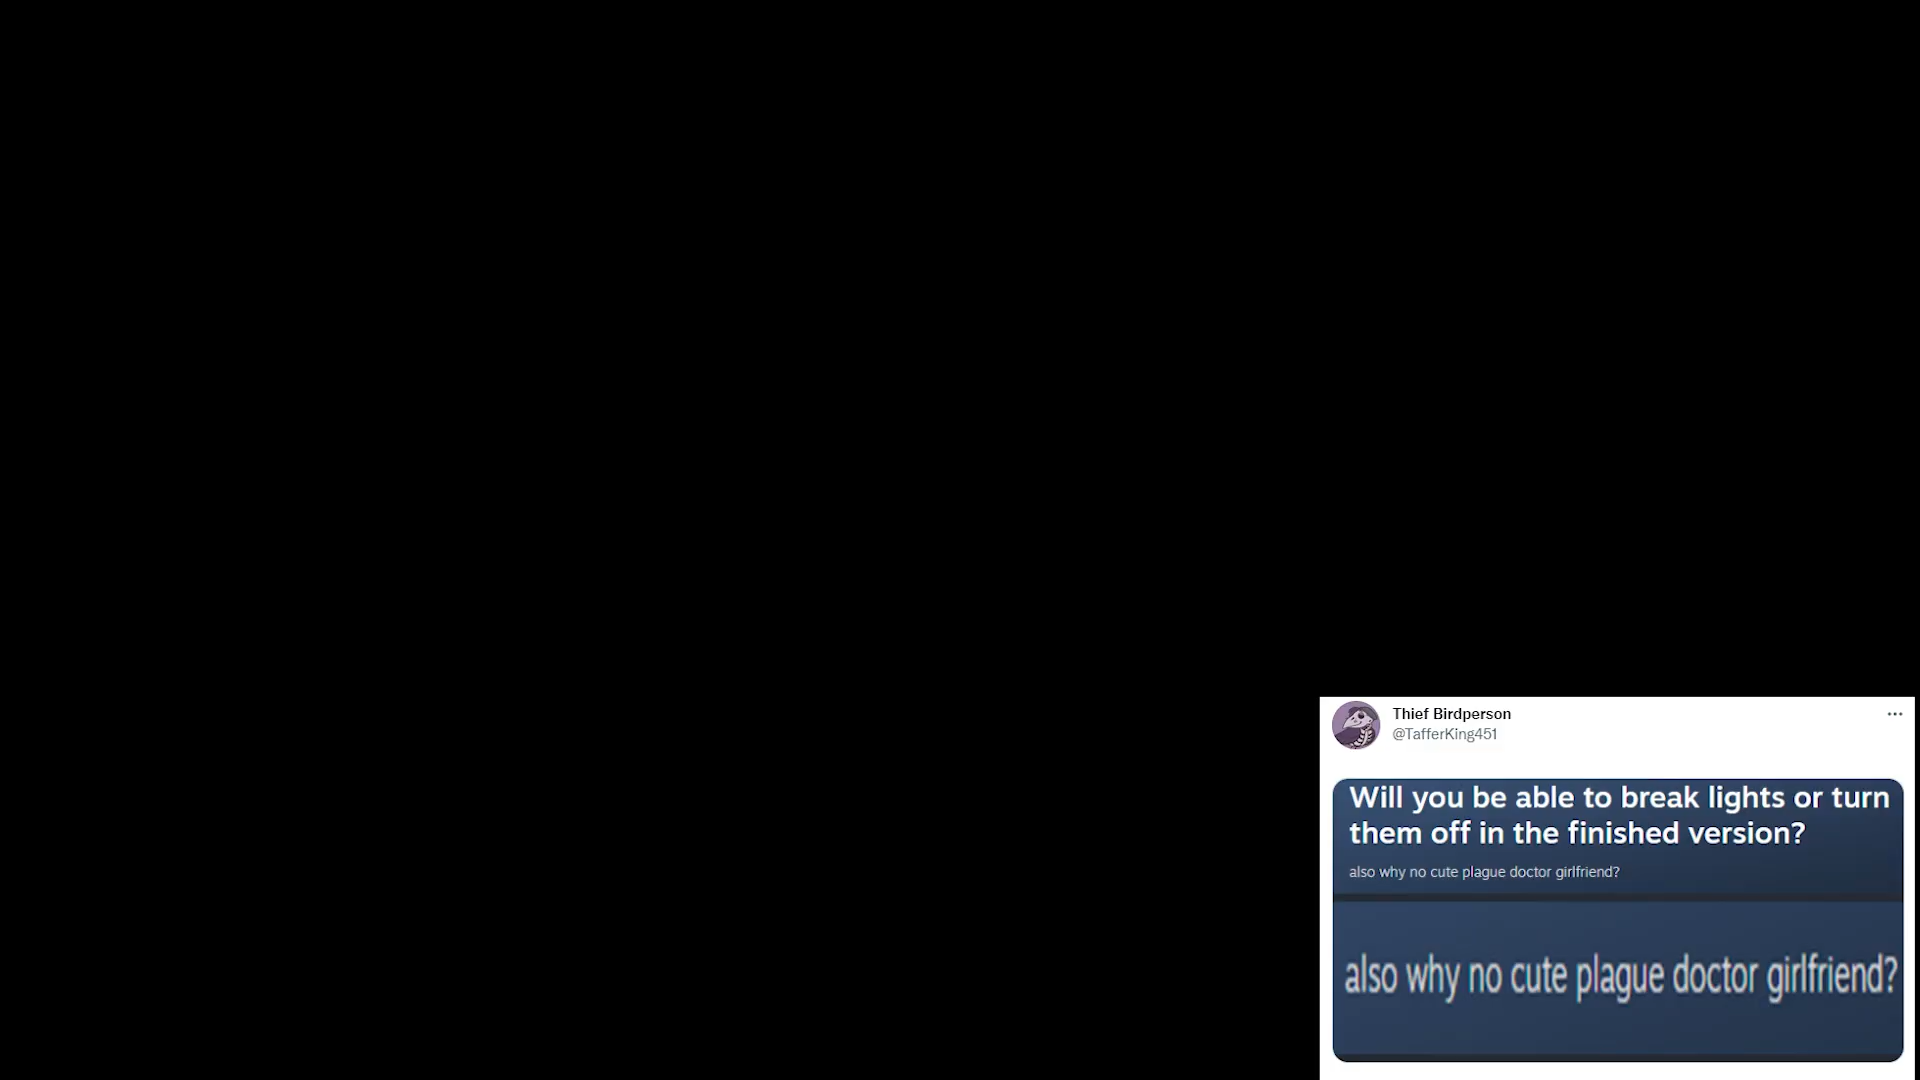 Thief Birdperson
@TafferKing451
Will you be able to break lights or turn
them off in the finished version?
also why no cute plague doctor girlfriend?
also why no cute plague doctor girlfriend?